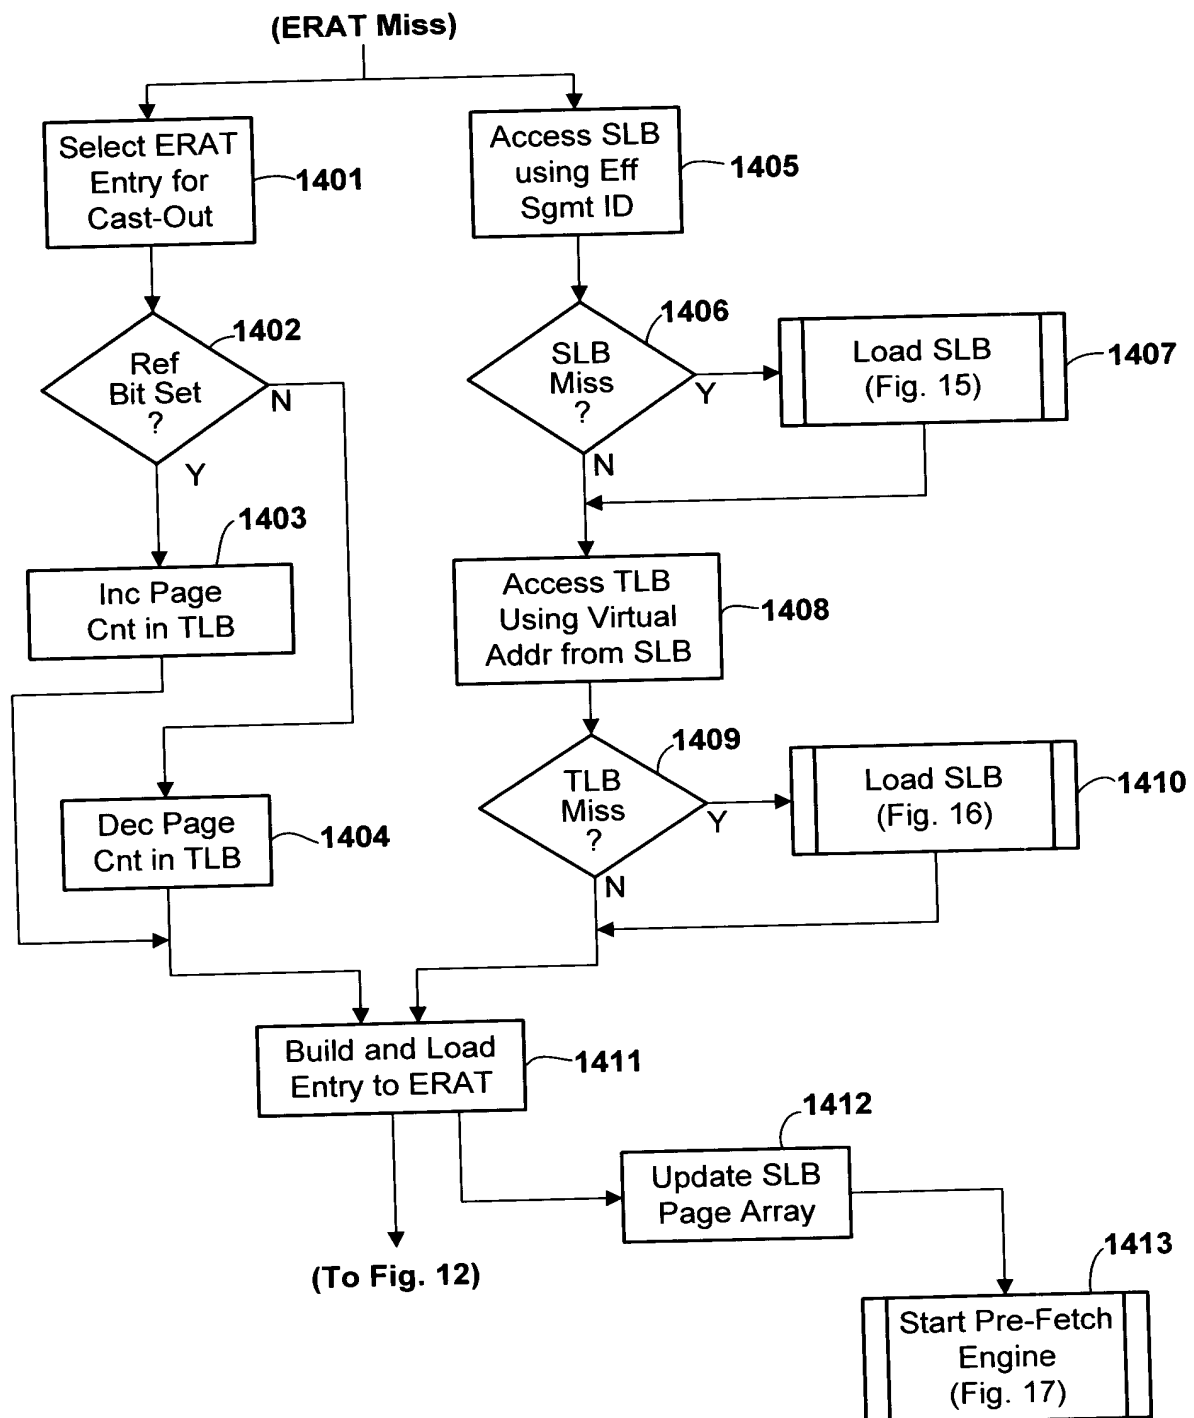 (ERAT Miss)
Select ERAT
Entry for
Cast-Out
1401
Access SLB
using Eff
Sgmt ID
1405
Ref
Bit Set
?
1402
N
Y
SLB
Miss
?
1406
Y
N
Load SLB
(Fig. 15)
1407
Inc Page
Cnt in TLB
1403
Access TLB
Using Virtual
Addr from SLB
1408
Dec Page
Cnt in TLB
1404
TLB
Miss
?
1409
Y
N
Load SLB
(Fig. 16)
1410
Build and Load
Entry to ERAT
1411
(To Fig. 12)
Update SLB
Page Array
1412
Start Pre-Fetch
Engine
(Fig. 17)
1413